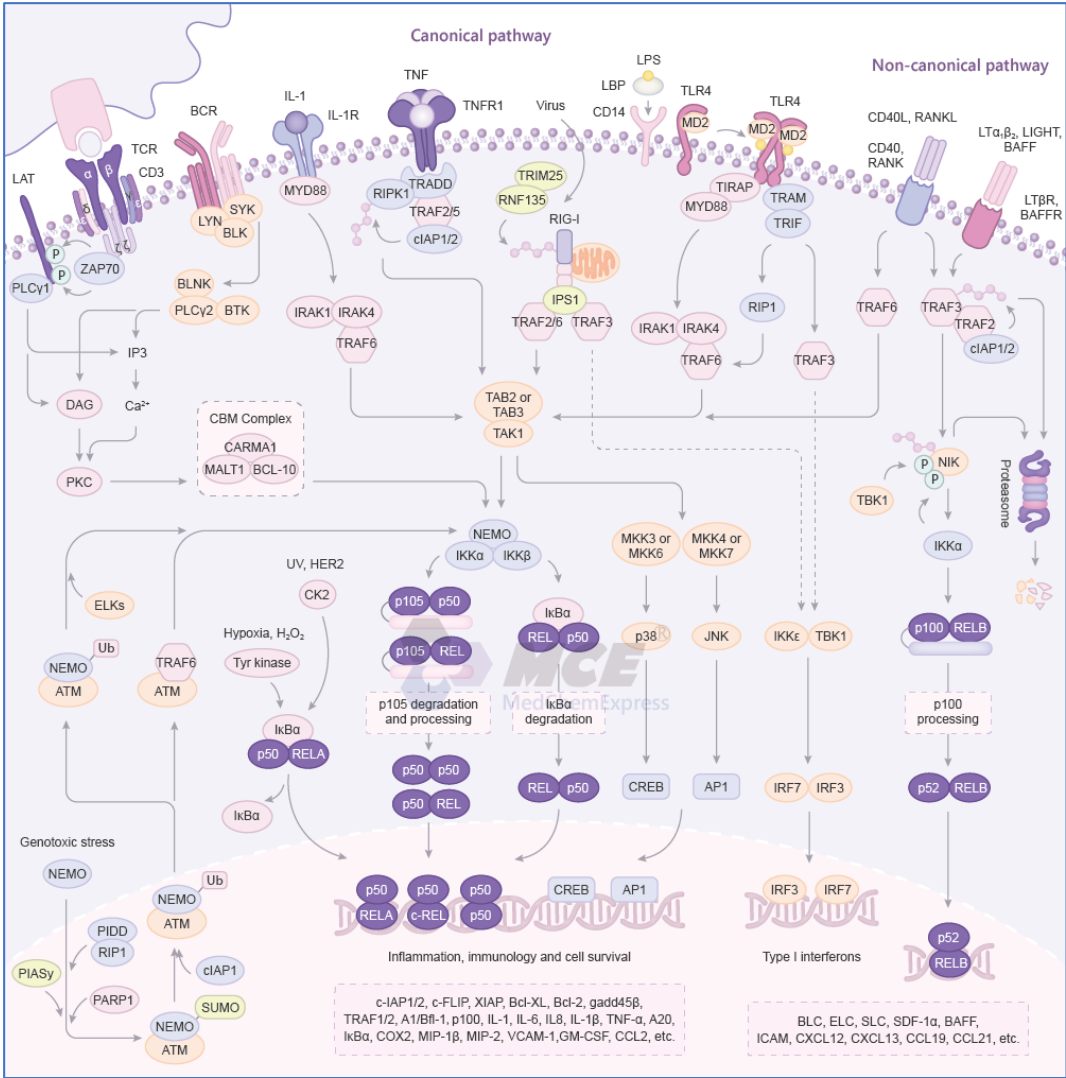 Canonical pathway
Non-canonical pathway
LAT
TCR
CD3
α
β
δ
ε
ζ
ζ
P
P
ZAP70
PLCγ1
BCR
LYN
SYK
BLK
BLNK
PLCγ2
BTK
IP3
Ca²⁺
DAG
PKC
CBM Complex
CARMA1
MALT1
BCL-10
IL-1
IL-1R
MYD88
IRAK1
IRAK4
TRAF6
TNF
TNFR1
RIPK1
TRADD
TRAF2/5
cIAP1/2
Virus
TRIM25
RNF135
RIG-I
IPS1
TRAF2/6
TRAF3
LPS
LBP
CD14
TLR4
MD2
TLR4
MD2
MD2
TIRAP
MYD88
TRAM
TRIF
IRAK1
IRAK4
TRAF6
RIP1
TRAF3
CD40L, RANKL
CD40,
RANK
LTα₁β₂, LIGHT,
BAFF
LTβR,
BAFFR
TRAF6
TRAF3
TRAF2
cIAP1/2
TAB2 or
TAB3
TAK1
P
P
NIK
TBK1
Proteasome
IKKα
p100
RELB
p100
processing
p52
RELB
NEMO
IKKα
IKKβ
MKK3 or
MKK6
MKK4 or
MKK7
UV, HER2
CK2
Hypoxia, H₂O₂
Tyr kinase
IκBα
p50
RELA
IκBα
p105
p50
p105
REL
p105 degradation
and processing
p50
p50
p50
REL
IκBα
REL
p50
IκBα
degradation
REL
p50
p38
JNK
IKKε
TBK1
CREB
AP1
IRF7
IRF3
®
MCE
MedChemExpress
ELKs
NEMO
Ub
ATM
TRAF6
ATM
Genotoxic stress
NEMO
PIDD
RIP1
PIASy
PARP1
NEMO
Ub
ATM
cIAP1
SUMO
NEMO
ATM
p50
RELA
p50
c-REL
p50
p50
CREB
AP1
IRF3
IRF7
p52
RELB
Inflammation, immunology and cell survival
Type I interferons
c-IAP1/2, c-FLIP, XIAP, Bcl-XL, Bcl-2, gadd45β,
TRAF1/2, A1/Bfl-1, p100, IL-1, IL-6, IL8, IL-1β, TNF-α, A20,
IκBα, COX2, MIP-1β, MIP-2, VCAM-1,GM-CSF, CCL2, etc.
BLC, ELC, SLC, SDF-1α, BAFF,
ICAM, CXCL12, CXCL13, CCL19, CCL21, etc.